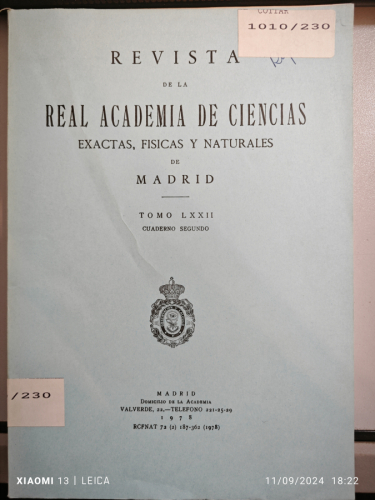 COTTAR
1010/230
REVISTA
DE LA
REAL ACADEMIA DE CIENCIAS
EXACTAS, FISICAS Y NATURALES
DE
MADRID
TOMO LXXII
CUADERNO SEGUNDO
/230
MADRID
Domicilio de la Academia
VALVERDE, 22.—TELEFONO 221-25-29
1978
RCFNAT 72 (2) 187-562 (1978)
XIAOMI 13 | LEICA
11/09/2024 18:22